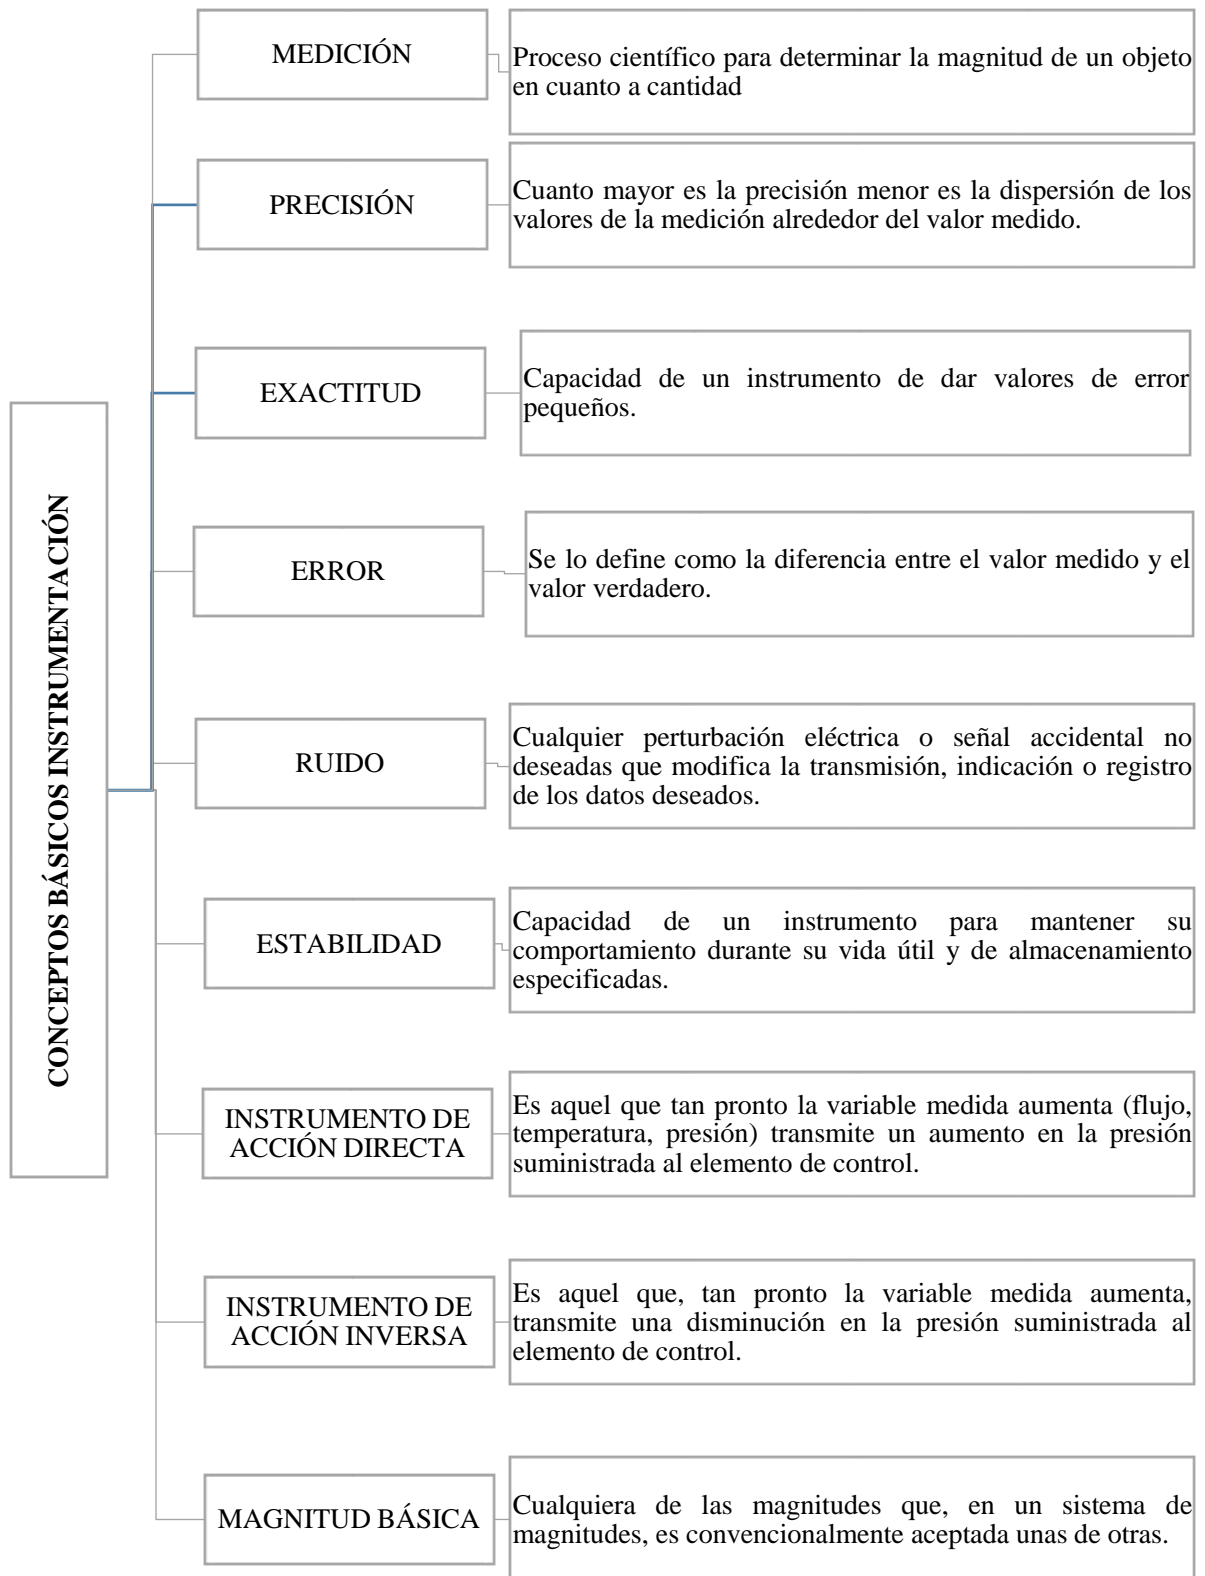 CONCEPTOS BÁSICOS INSTRUMENTACIÓN
MEDICIÓN
Proceso científico para determinar la magnitud de un objeto
en cuanto a cantidad
PRECISIÓN
Cuanto mayor es la precisión menor es la dispersión de los
valores de la medición alrededor del valor medido.
EXACTITUD
Capacidad de un instrumento de dar valores de error
pequeños.
ERROR
Se lo define como la diferencia entre el valor medido y el
valor verdadero.
RUIDO
Cualquier perturbación eléctrica o señal accidental no
deseadas que modifica la transmisión, indicación o registro
de los datos deseados.
ESTABILIDAD
Capacidad de un instrumento para mantener su
comportamiento durante su vida útil y de almacenamiento
especificadas.
INSTRUMENTO DE
ACCIÓN DIRECTA
Es aquel que tan pronto la variable medida aumenta (flujo,
temperatura, presión) transmite un aumento en la presión
suministrada al elemento de control.
INSTRUMENTO DE
ACCIÓN INVERSA
Es aquel que, tan pronto la variable medida aumenta,
transmite una disminución en la presión suministrada al
elemento de control.
MAGNITUD BÁSICA
Cualquiera de las magnitudes que, en un sistema de
magnitudes, es convencionalmente aceptada unas de otras.